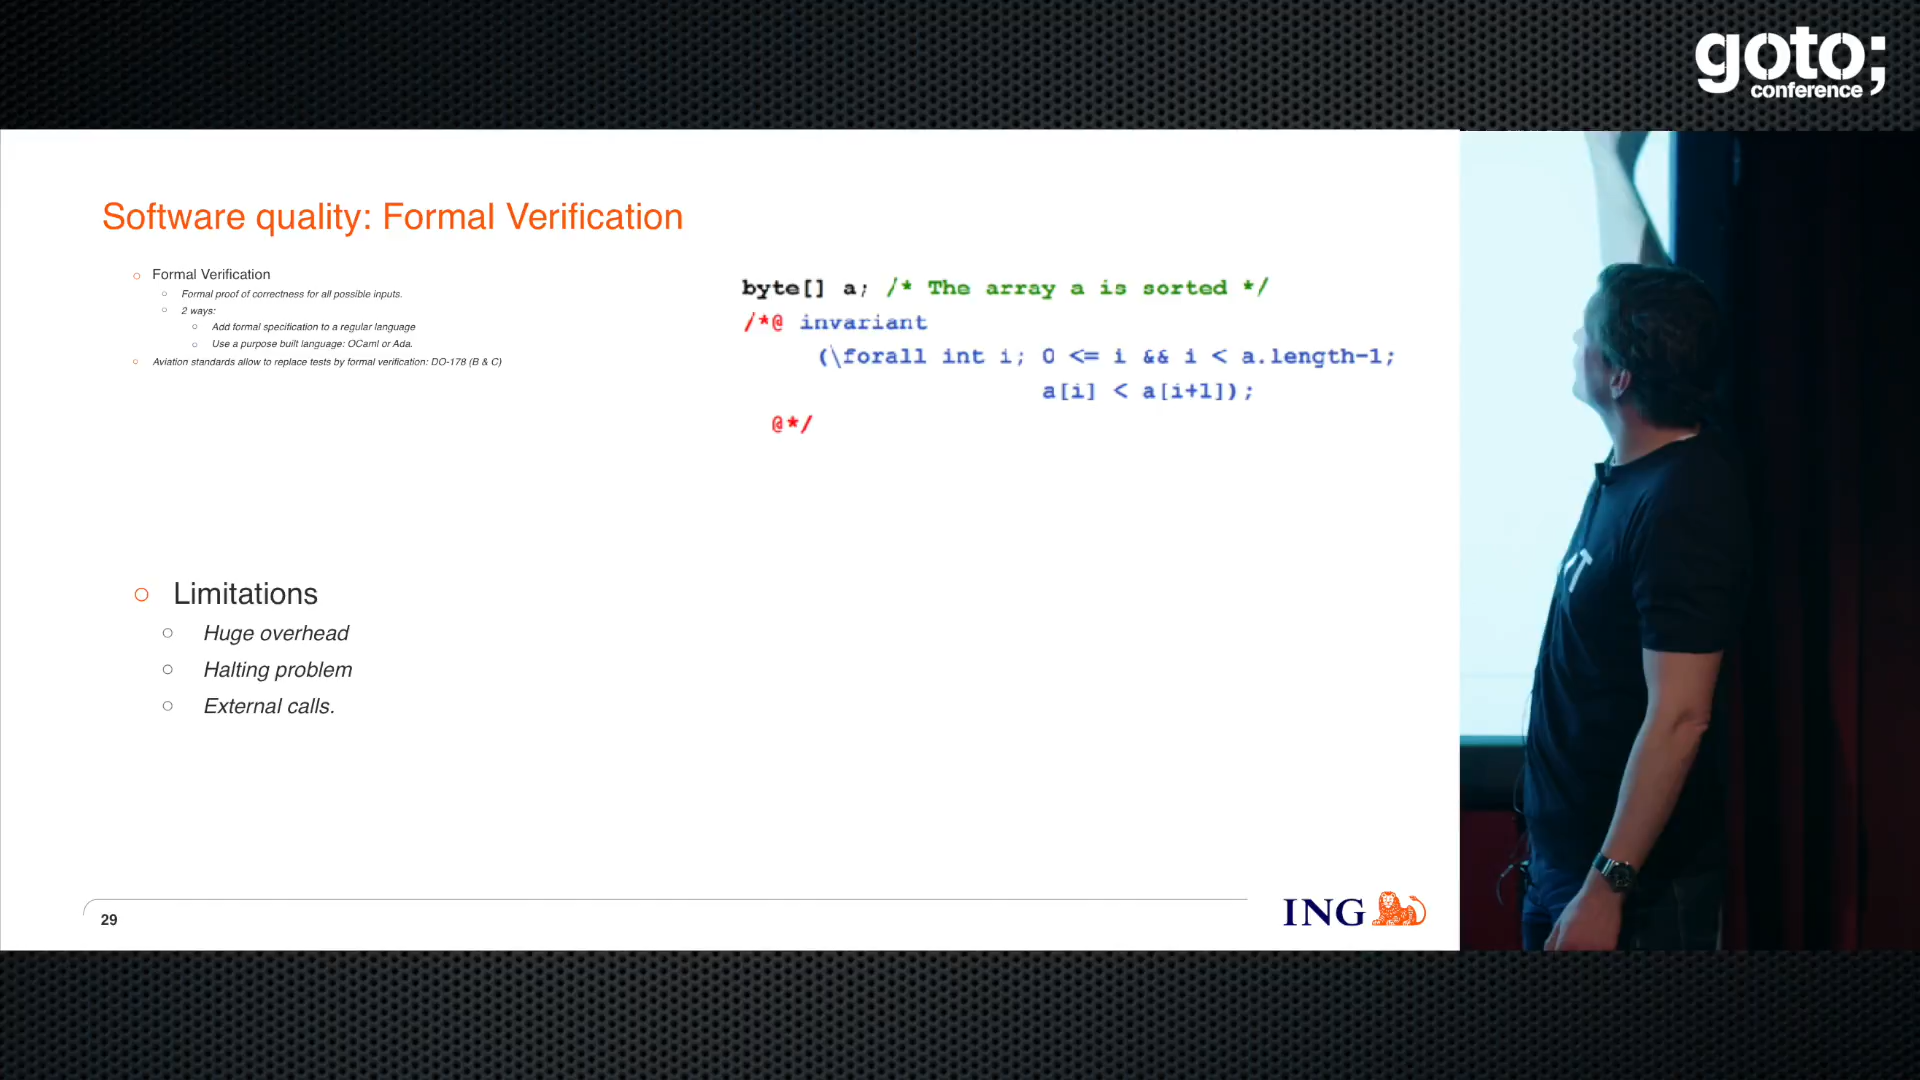 goto;
conference
Software quality: Formal Verification
Formal Verification
Formal proof of correctness for all possible inputs.
2 ways:
Add formal specification to a regular language
Use a purpose built language: OCaml or Ada.
Aviation standards allow to replace tests by formal verification: DO-178 (B & C)
byte[] a; /* The array a is sorted */
/*@ invariant
(\forall int i; 0 <= i && i < a.length-1;
a[i] < a[i+1]);
@*/
Limitations
Huge overhead
Halting problem
External calls.
29
ING